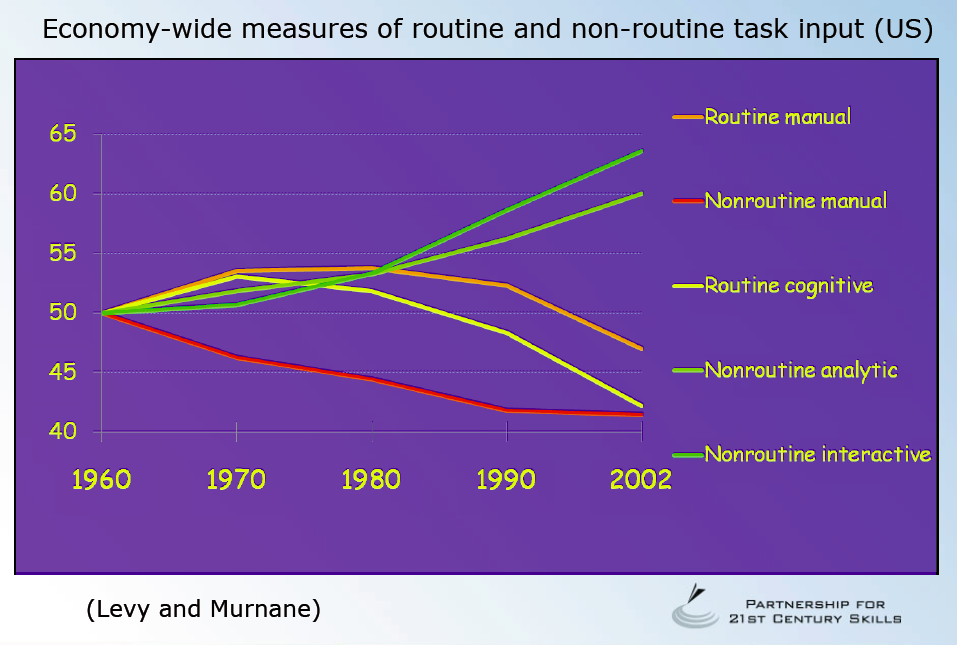 Economy-wide measures of routine and non-routine task input (US)
65
60
55
50
45
40
1960 1970 1980 1990 2002
Routine manual
Nonroutine manual
Routine cognitive
Nonroutine analytic
Nonroutine interactive
(Levy and Murnane)
PARTNERSHIP FOR
21ST CENTURY SKILLS